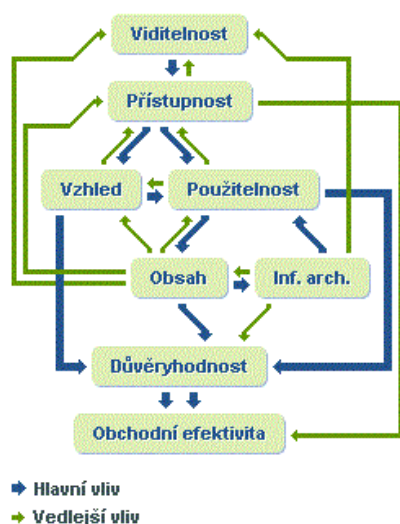 Viditelnost
Přístupnost
Vzhled
Použitelnost
Obsah
Inf. arch.
Důvěryhodnost
Obchodní efektivita
Hlavní vliv
Vedlejší vliv